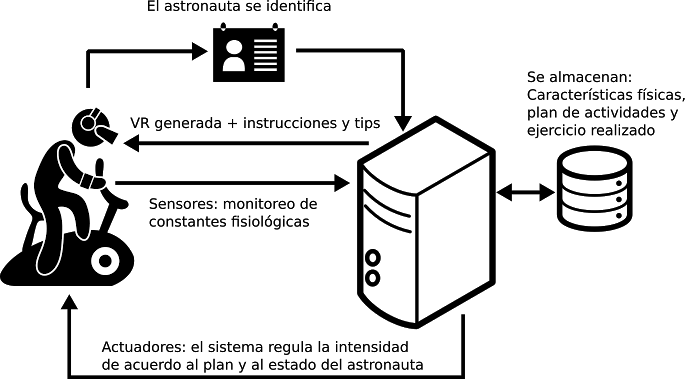 El astronauta se identifica
Se almacenan:
Características físicas,
plan de actividades y
ejercicio realizado
VR generada + instrucciones y tips
Sensores: monitoreo de
constantes fisiológicas
Actuadores: el sistema regula la intensidad
de acuerdo al plan y al estado del astronauta